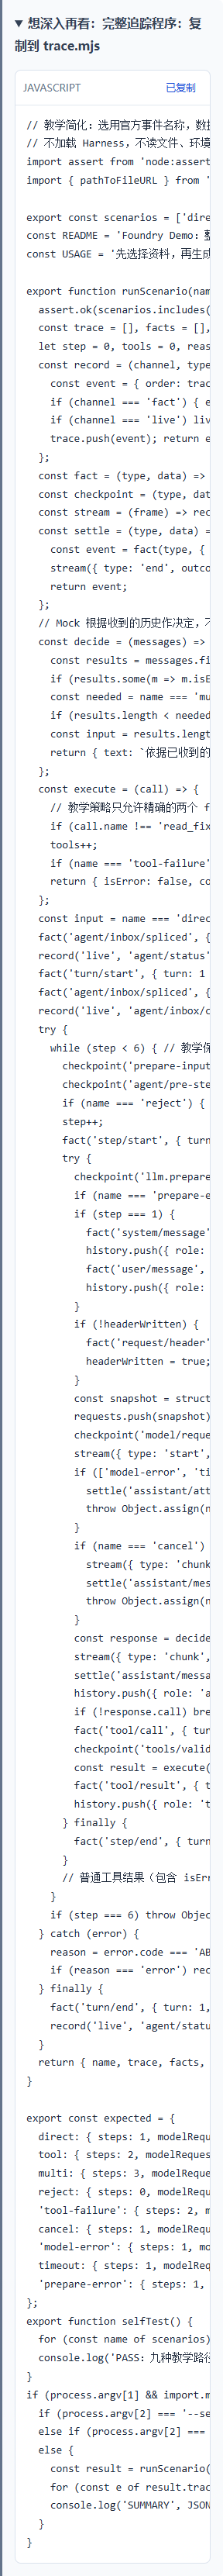 ▼ 想深入再看：完整追踪程序：复
制到 trace.mjs
JAVASCRIPT 已复制
// 教学简化：选用官方事件名称，数据
// 不加载 Harness，不读文件、环境
import assert from 'node:assert
import { pathToFileURL } from '

export const scenarios = ['dire
const README = 'Foundry Demo：整
const USAGE = '先选择资料，再生成

export function runScenario(nam
  assert.ok(scenarios.includes(
  const trace = [], facts = [],
  let step = 0, tools = 0, reas
  const record = (channel, type
    const event = { order: trac
    if (channel === 'fact') { e
    if (channel === 'live') liv
    trace.push(event); return e
  };
  const fact = (type, data) =>
  const checkpoint = (type, dat
  const stream = (frame) => rec
  const settle = (type, data) =
    const event = fact(type, {
    stream({ type: 'end', outco
    return event;
  };
  // Mock 根据收到的历史作决定，不
  const decide = (messages) =>
    const results = messages.fi
    if (results.some(m => m.isE
    const needed = name === 'mu
    if (results.length < needed
    const input = results.lengt
    return { text: `依据已收到的
  };
  const execute = (call) => {
    // 教学策略只允许精确的两个 f
    if (call.name !== 'read_fix
    tools++;
    if (name === 'tool-failure'
    return { isError: false, co
  };
  const input = name === 'direc
  fact('agent/inbox/spliced', {
  record('live', 'agent/status'
  fact('turn/start', { turn: 1
  fact('agent/inbox/spliced', {
  record('live', 'agent/inbox/c
  try {
    while (step < 6) { // 教学保
      checkpoint('prepare-input
      checkpoint('agent/pre-ste
      if (name === 'reject') {
      step++;
      fact('step/start', { turn
      try {
        checkpoint('llm.prepare
        if (name === 'prepare-e
        if (step === 1) {
          fact('system/message'
          history.push({ role:
          fact('user/message',
          history.push({ role:
        }
        if (!headerWritten) {
          fact('request/header'
          headerWritten = true;
        }
        const snapshot = struct
        requests.push(snapshot)
        checkpoint('model/reque
        stream({ type: 'start',
        if (['model-error', 'ti
          settle('assistant/att
          throw Object.assign(n
        }
        if (name === 'cancel')
          stream({ type: 'chunk
          settle('assistant/mes
          throw Object.assign(n
        }
        const response = decide
        stream({ type: 'chunk',
        settle('assistant/messa
        history.push({ role: 'a
        if (!response.call) bre
        fact('tool/call', { tur
        checkpoint('tools/valid
        const result = execute(
        fact('tool/result', { t
        history.push({ role: 't
      } finally {
        fact('step/end', { turn
      }
      // 普通工具结果（包含 isErr
    }
    if (step === 6) throw Objec
  } catch (error) {
    reason = error.code === 'AB
    if (reason === 'error') rec
  } finally {
    fact('turn/end', { turn: 1,
    record('live', 'agent/statu
  }
  return { name, trace, facts,
}

export const expected = {
  direct: { steps: 1, modelRequ
  tool: { steps: 2, modelReques
  multi: { steps: 3, modelReque
  reject: { steps: 0, modelRequ
  'tool-failure': { steps: 2, m
  cancel: { steps: 1, modelRequ
  'model-error': { steps: 1, mo
  timeout: { steps: 1, modelReq
  'prepare-error': { steps: 1,
};
export function selfTest() {
  for (const name of scenarios)
  console.log('PASS：九种教学路径
}
if (process.argv[1] && import.m
  if (process.argv[2] === '--se
  else if (process.argv[2] ===
  else {
    const result = runScenario(
    for (const e of result.trac
    console.log('SUMMARY', JSON
  }
}